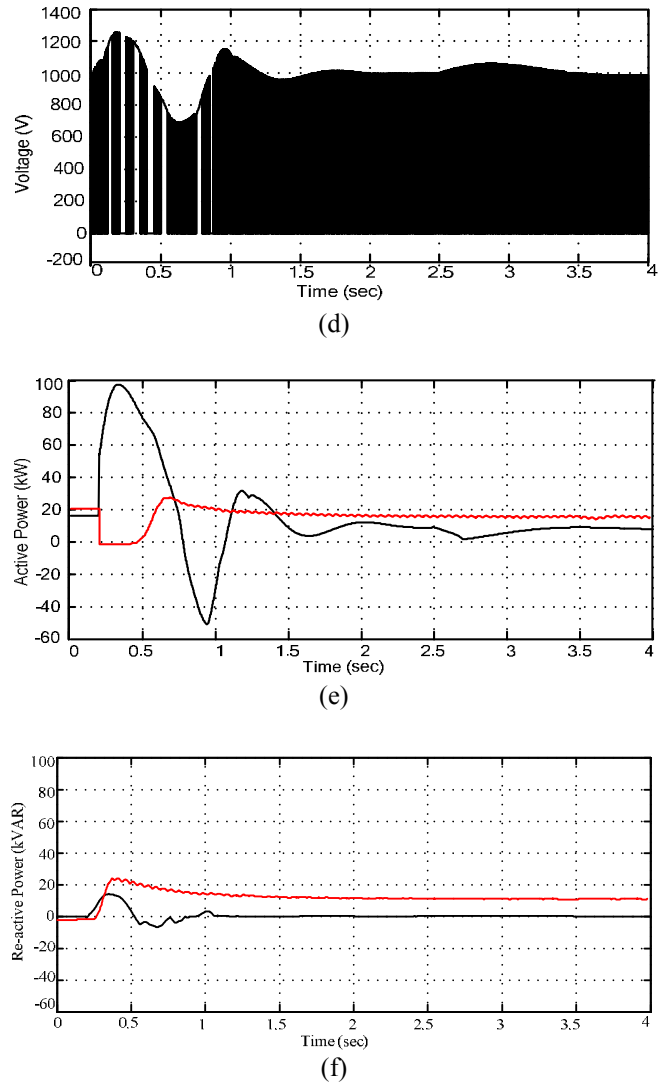 1400
1200
1000
800
600
400
200
0
-200
Voltage (V)
0 0.5 1 1.5 2 2.5 3 3.5 4
Time (sec)
(d)
100
80
60
40
20
0
-20
-40
-60
Active Power (kW)
0 0.5 1 1.5 2 2.5 3 3.5 4
Time (sec)
(e)
100
80
60
40
20
0
-20
-40
-60
Re-active Power (kVAR)
0 0.5 1 1.5 2 2.5 3 3.5 4
Time (sec)
(f)